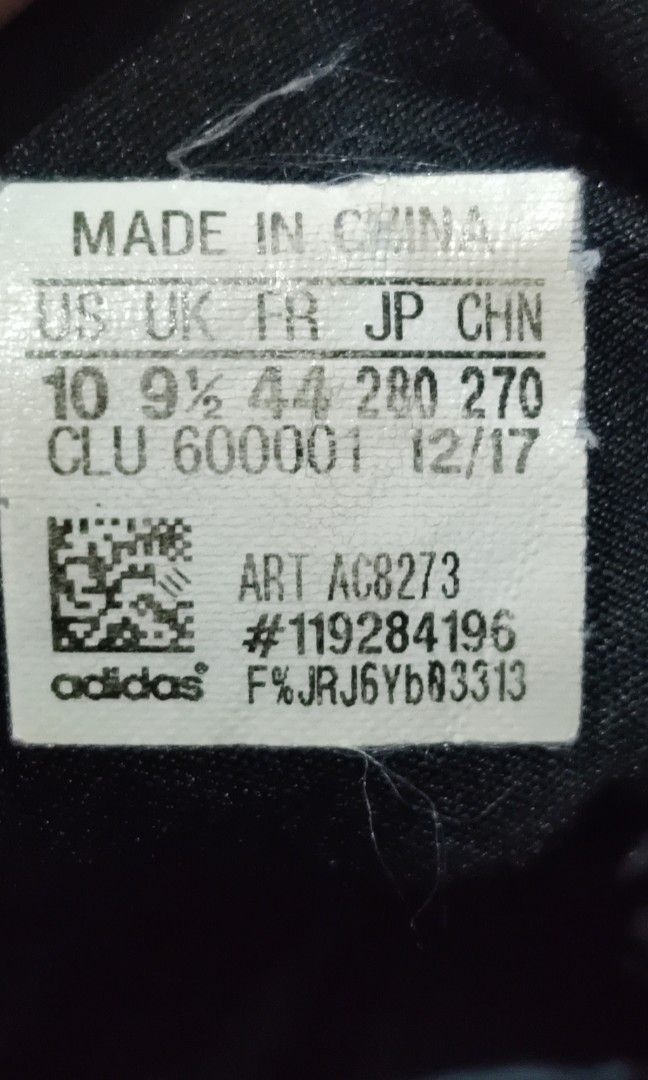 MADE IN CHINA
US UK FR JP CHN
10 9½ 44 280 270
CLU 600001 12/17
ART AC8273
#119284196
adidas® F%JRJ6Yb03313